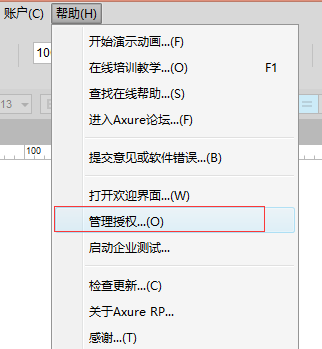 账户(C) 帮助(H)
10
13
100
开始演示动画...(F)
在线培训教学...(O) F1
查找在线帮助...(S)
进入Axure论坛...(F)
提交意见或软件错误...(B)
打开欢迎界面...(W)
管理授权...(O)
启动企业测试...
检查更新...(C)
关于Axure RP...
感谢...(T)